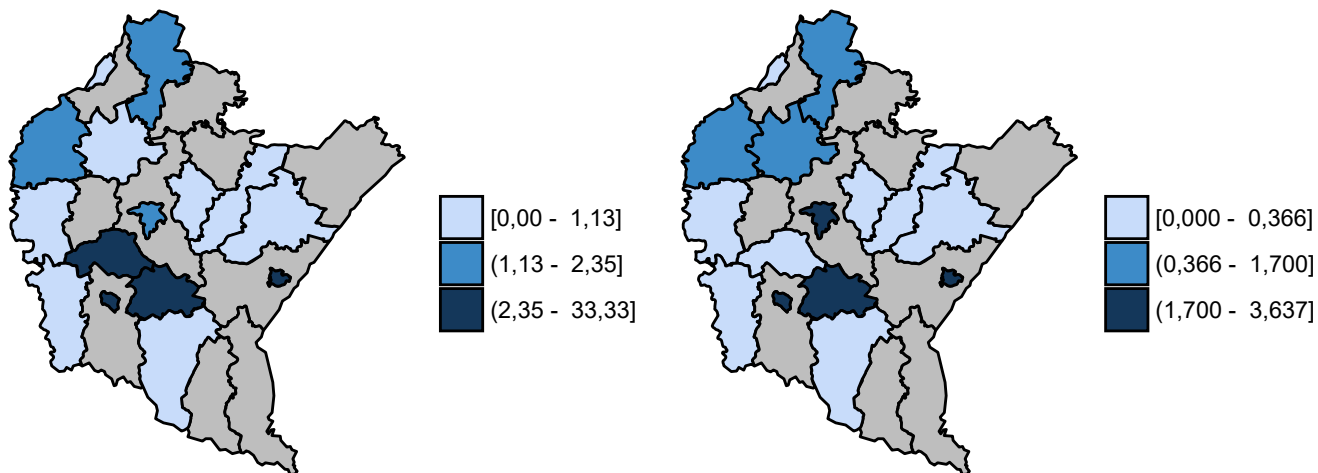 [0,00 - 1,13]
(1,13 - 2,35]
(2,35 - 33,33]
[0,000 - 0,366]
(0,366 - 1,700]
(1,700 - 3,637]